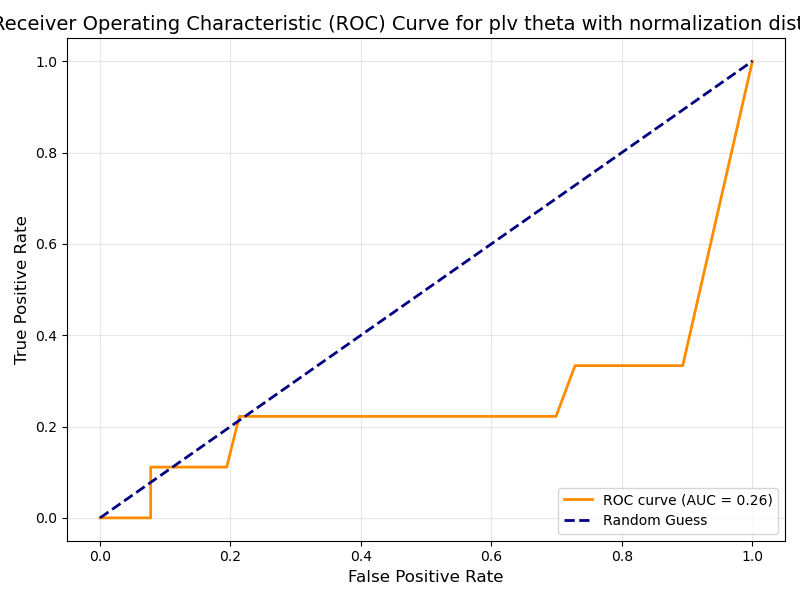 Receiver Operating Characteristic (ROC) Curve for plv theta with normalization dist
1.0
0.8
0.6
0.4
0.2
0.0
True Positive Rate
0.0 0.2 0.4 0.6 0.8 1.0
False Positive Rate
ROC curve (AUC = 0.26)
Random Guess